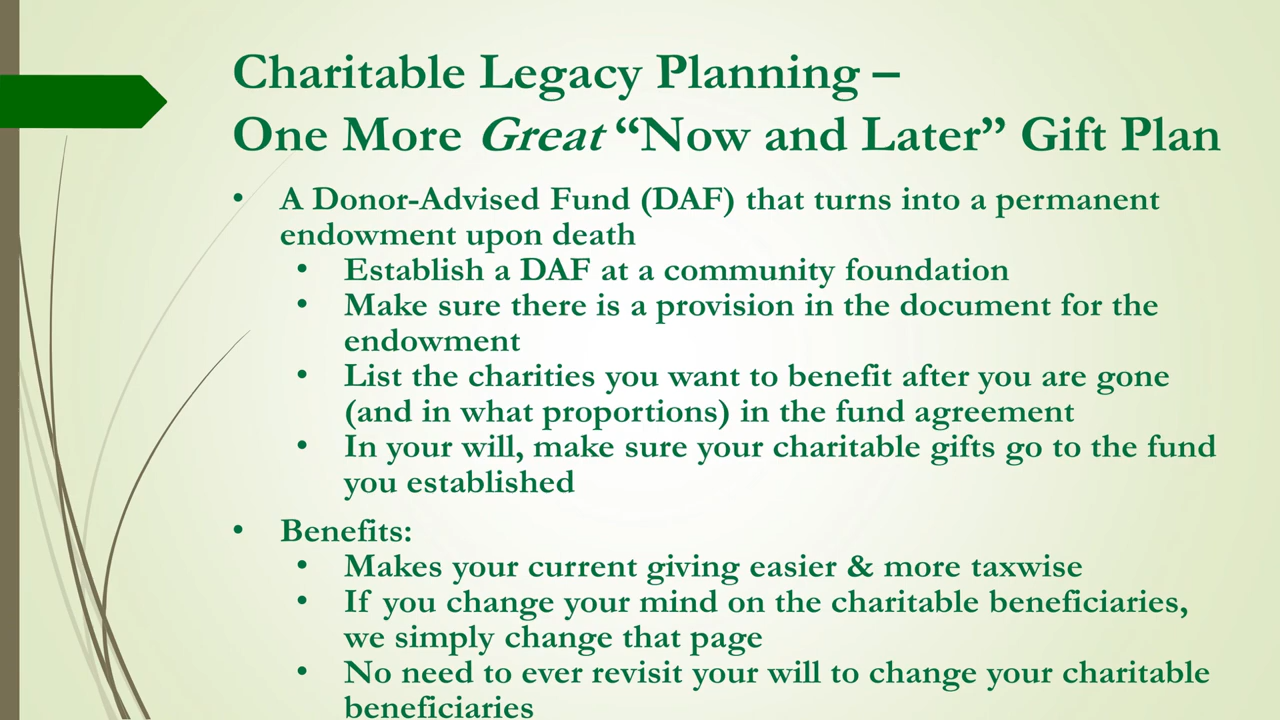 Charitable Legacy Planning –
One More Great “Now and Later” Gift Plan
• A Donor-Advised Fund (DAF) that turns into a permanent
endowment upon death
• Establish a DAF at a community foundation
• Make sure there is a provision in the document for the
endowment
• List the charities you want to benefit after you are gone
(and in what proportions) in the fund agreement
• In your will, make sure your charitable gifts go to the fund
you established
• Benefits:
• Makes your current giving easier & more taxwise
• If you change your mind on the charitable beneficiaries,
we simply change that page
• No need to ever revisit your will to change your charitable
beneficiaries